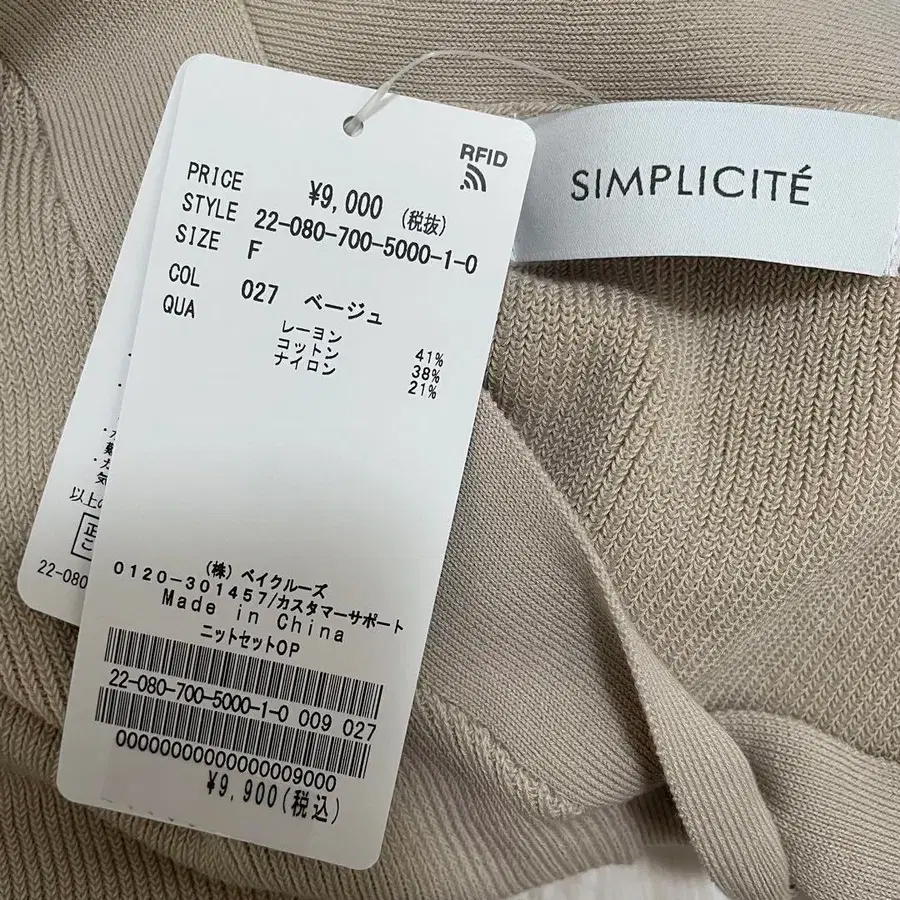 RFID
PRICE ¥9,000 (税抜)
STYLE 22-080-700-5000-1-0
SIZE F
COL 027 ベージュ
QUA
レーヨン 41%
コットン 38%
ナイロン 21%
(株) ベイクルーズ
0120-301457/カスタマーサポート
Made in China
ニットセットOP
22-080-700-5000-1-0 009 027
00000000000000009000
¥9,900(税込)
SIMPLICITÉ
以上の
22-080